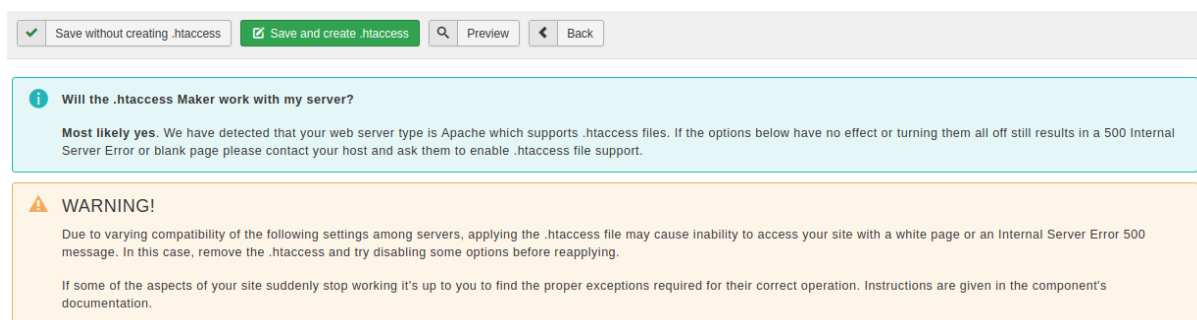 Save without creating .htaccess
Save and create .htaccess
Preview
Back
Will the .htaccess Maker work with my server?
Most likely yes. We have detected that your web server type is Apache which supports .htaccess files. If the options below have no effect or turning them all off still results in a 500 Internal
Server Error or blank page please contact your host and ask them to enable .htaccess file support.
WARNING!
Due to varying compatibility of the following settings among servers, applying the .htaccess file may cause inability to access your site with a white page or an Internal Server Error 500
message. In this case, remove the .htaccess and try disabling some options before reapplying.
If some of the aspects of your site suddenly stop working it's up to you to find the proper exceptions required for their correct operation. Instructions are given in the component's
documentation.